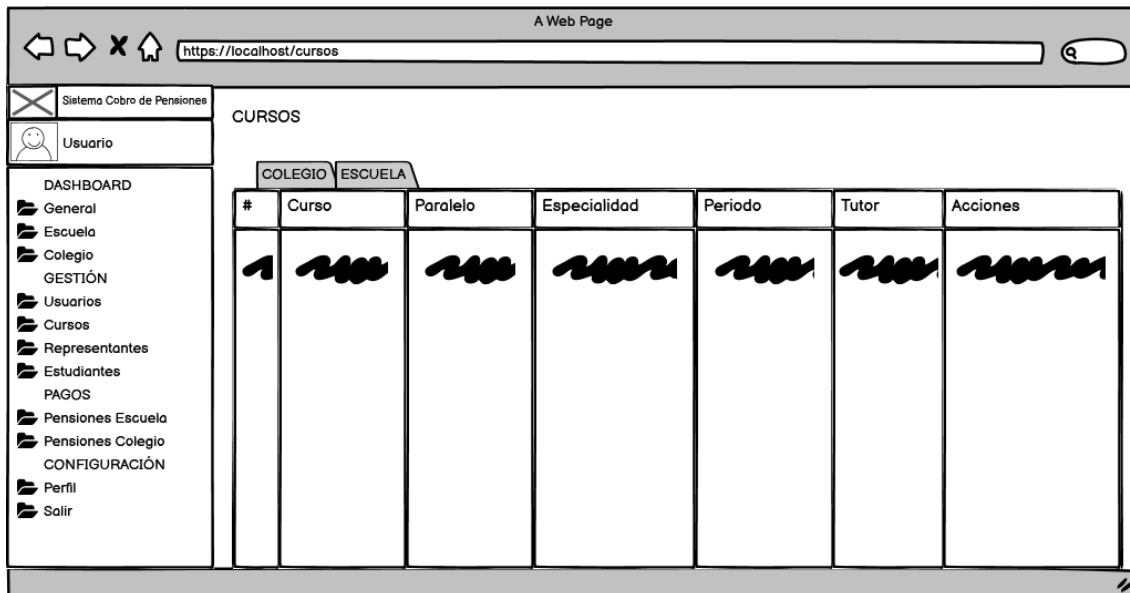 A Web Page
https://localhost/cursos
Sistema Cobro de Pensiones
Usuario
DASHBOARD
General
Escuela
Colegio
GESTIÓN
Usuarios
Cursos
Representantes
Estudiantes
PAGOS
Pensiones Escuela
Pensiones Colegio
CONFIGURACIÓN
Perfil
Salir
CURSOS
COLEGIO ESCUELA
# Curso Paralelo Especialidad Periodo Tutor Acciones